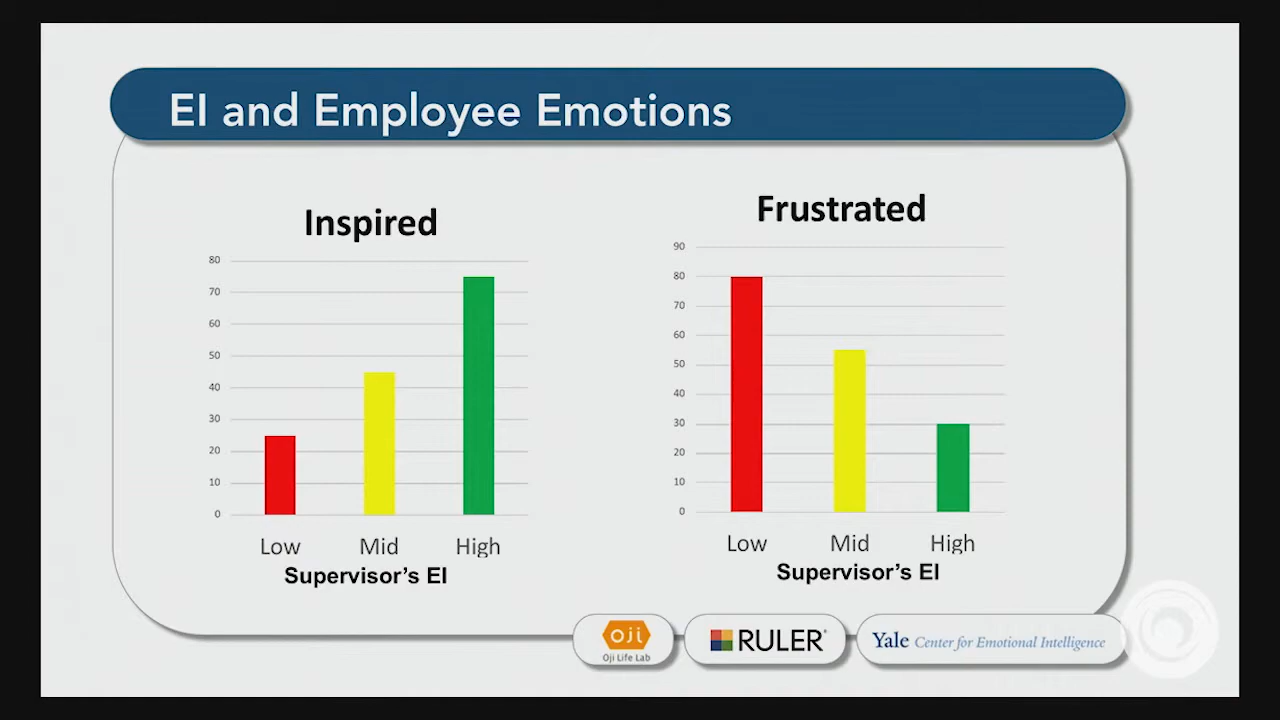 EI and Employee Emotions
Inspired
80
70
60
50
40
30
20
10
0
Low Mid High
Supervisor's EI
Frustrated
90
80
70
60
50
40
30
20
10
0
Low Mid High
Supervisor's EI
oji
Oji Life Lab
RULER®
Yale Center for Emotional Intelligence